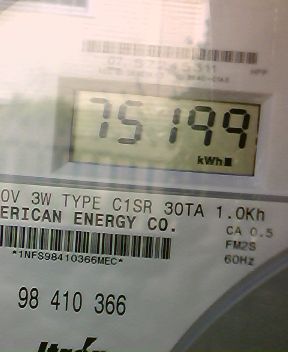 75199
kWh
0V 3W TYPE C1SR 30TA 1.0Kh
ERICAN ENERGY CO.
CA 0.5
FM2S
60Hz
*1NFS98410366MEC*
98 410 366
Itron